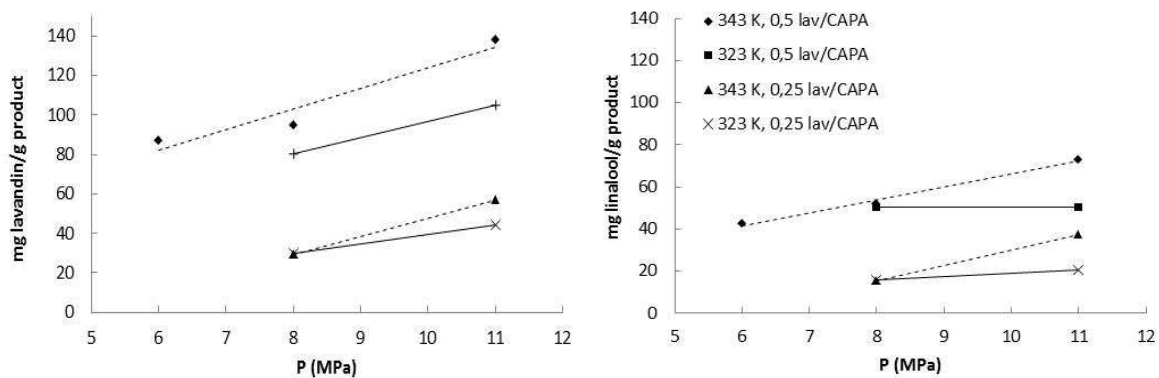 mg lavandin/g product
140
120
100
80
60
40
20
0
5 6 7 8 9 10 11 12
P (MPa)
mg linalool/g product
140
120
100
80
60
40
20
0
5 6 7 8 9 10 11 12
P (MPa)
343 K, 0,5 lav/CAPA
323 K, 0,5 lav/CAPA
343 K, 0,25 lav/CAPA
323 K, 0,25 lav/CAPA